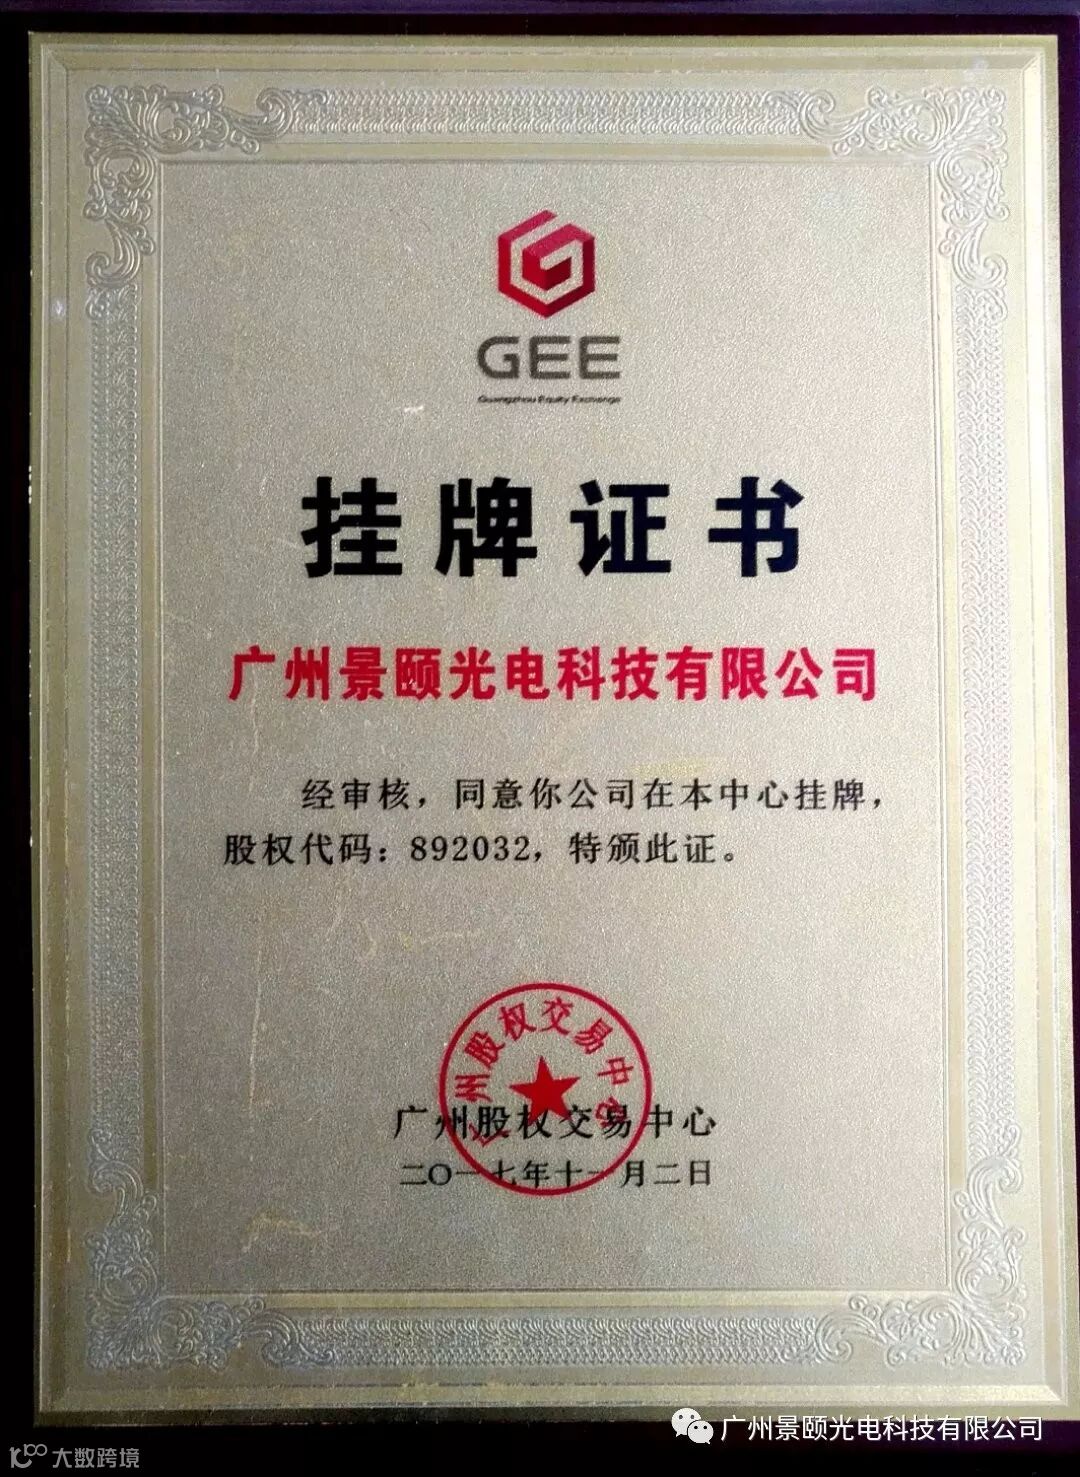 GEE
Guangzhou Equity Exchange
挂牌证书
广州景颐光电科技有限公司
经审核，同意你公司在本中心挂牌，
股权代码：892032，特颁此证。
广州股权交易中心
广州股权交易中心
二〇一七年十一月二日
广州景颐光电科技有限公司
大数跨境